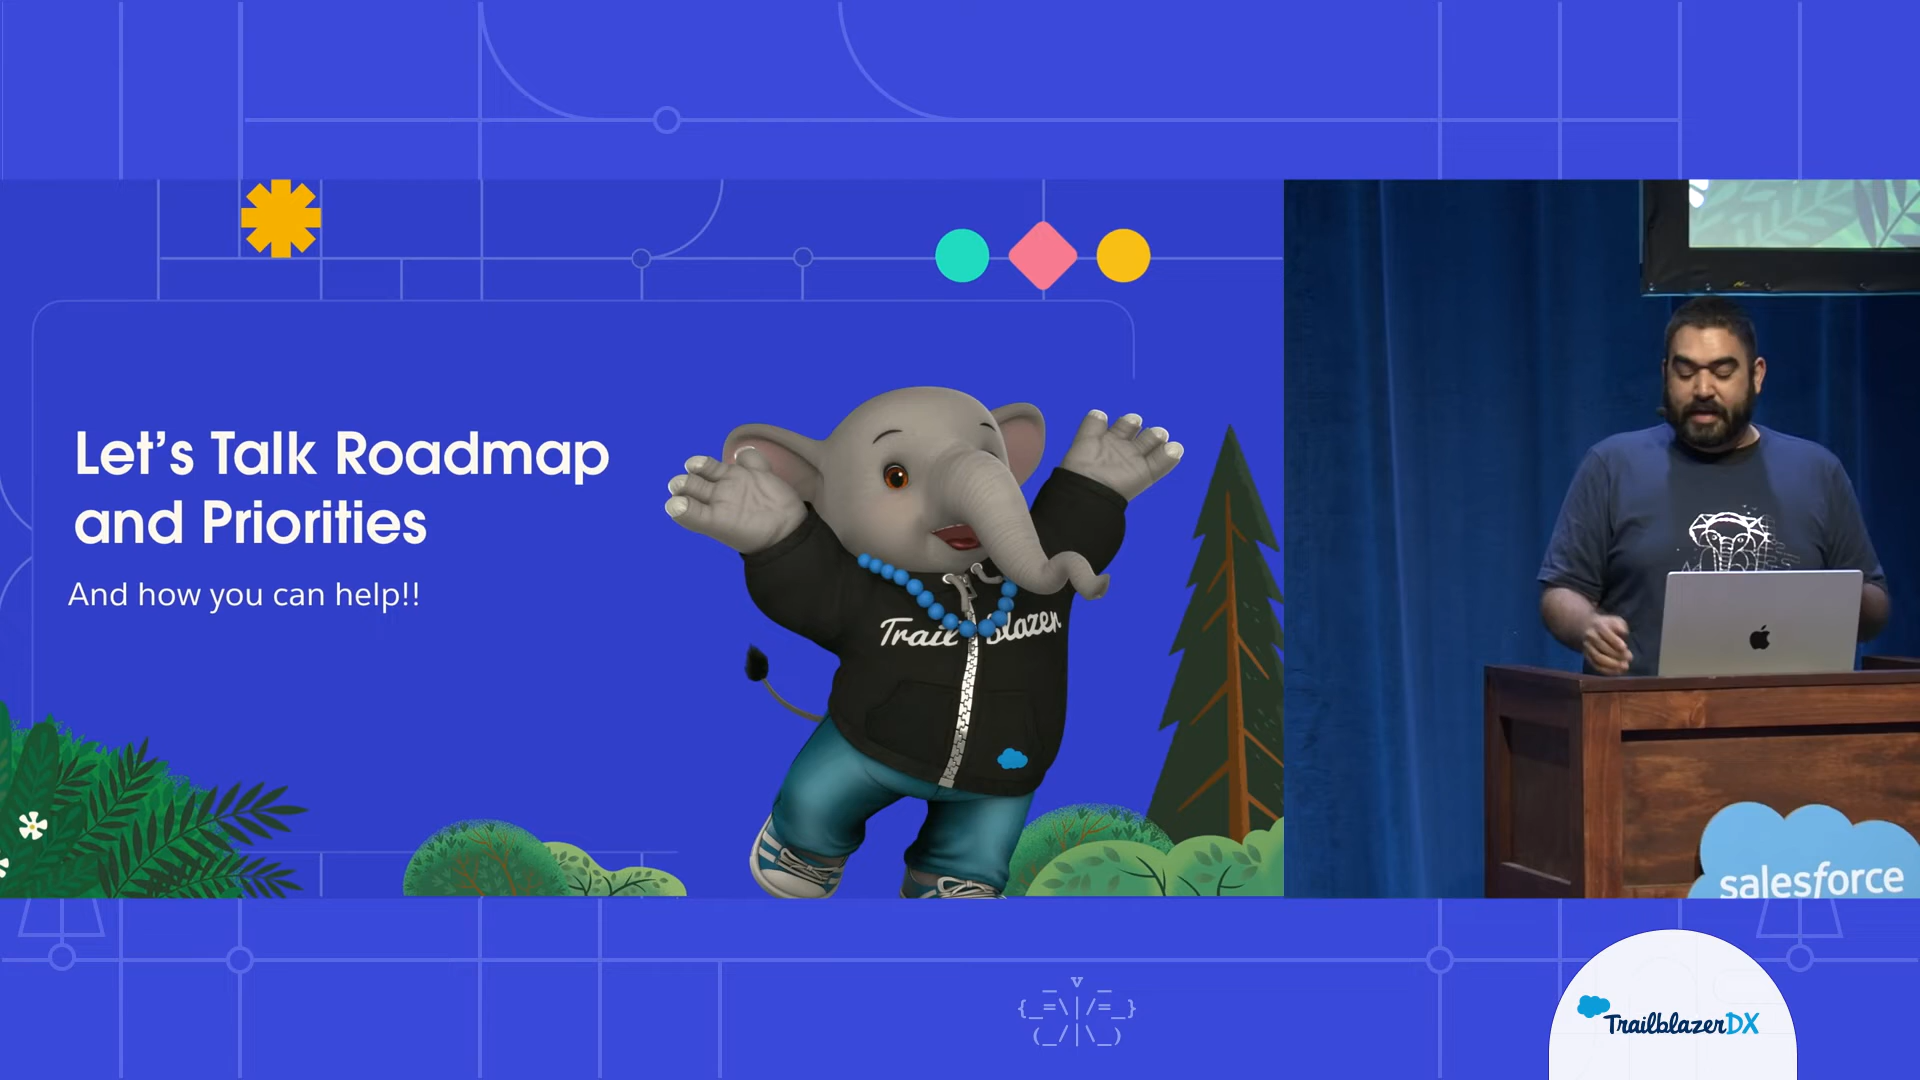 Let's Talk Roadmap
and Priorities
And how you can help!!
Trailblazer
salesforce
v
_ _
{_=\|/=_}
(_/|\_)
TrailblazerDX